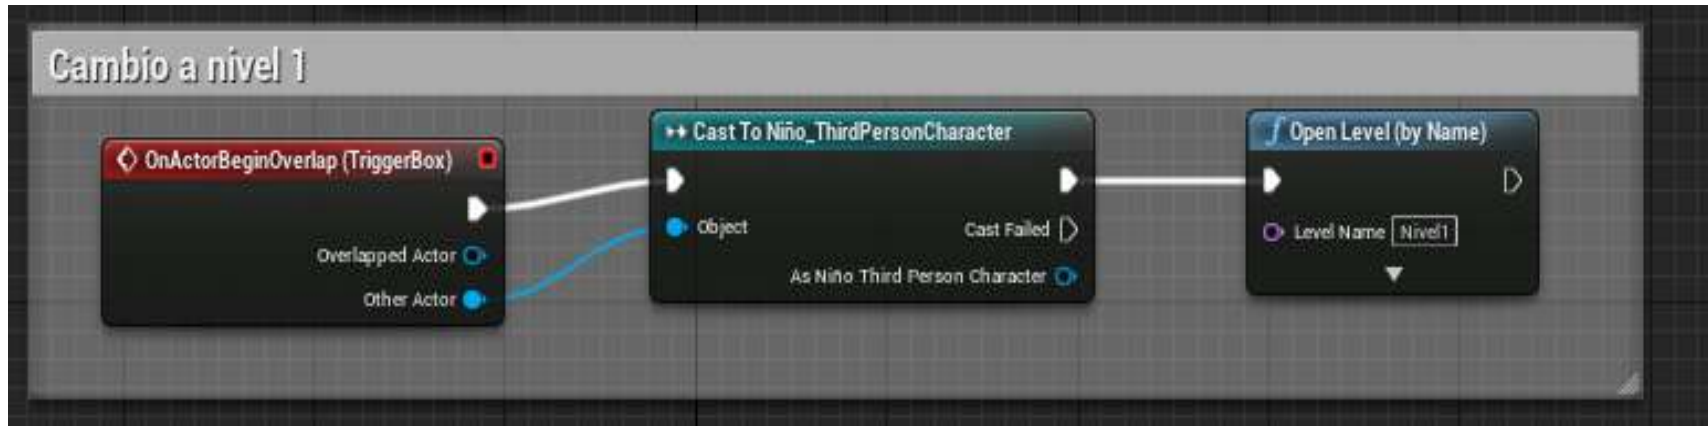 Cambio a nivel 1
OnActorBeginOverlap (TriggerBox)
Overlapped Actor
Other Actor
Cast To Niño_ThirdPersonCharacter
Object
Cast Failed
As Niño Third Person Character
Open Level (by Name)
Level Name Nivel1